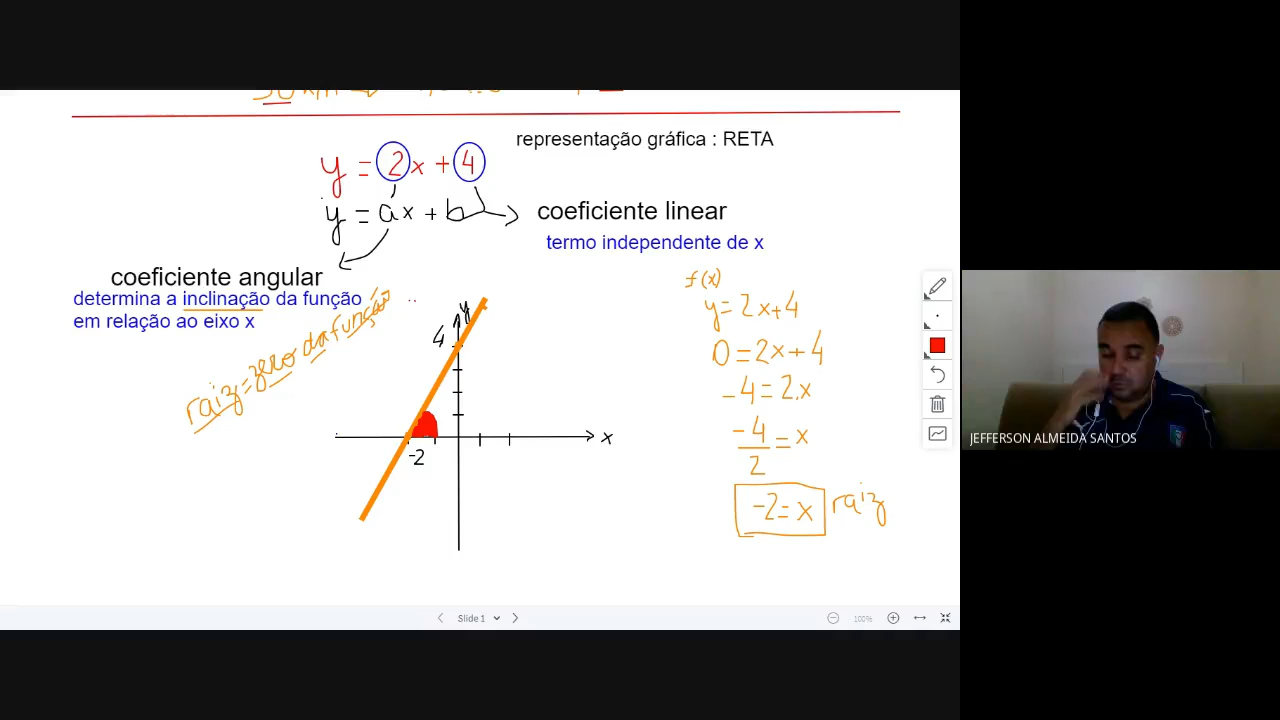 representação gráfica : RETA
y = 2x + 4
y = ax + b
coeficiente linear
termo independente de x
coeficiente angular
determina a inclinação da função
em relação ao eixo x
raiz = zero da função
y
4
-2
x
f(x)
y = 2x+4
0 = 2x+4
-4 = 2.x
-4/2 = x
-2 = x raiz
JEFFERSON ALMEIDA SANTOS
Slide 1
100%